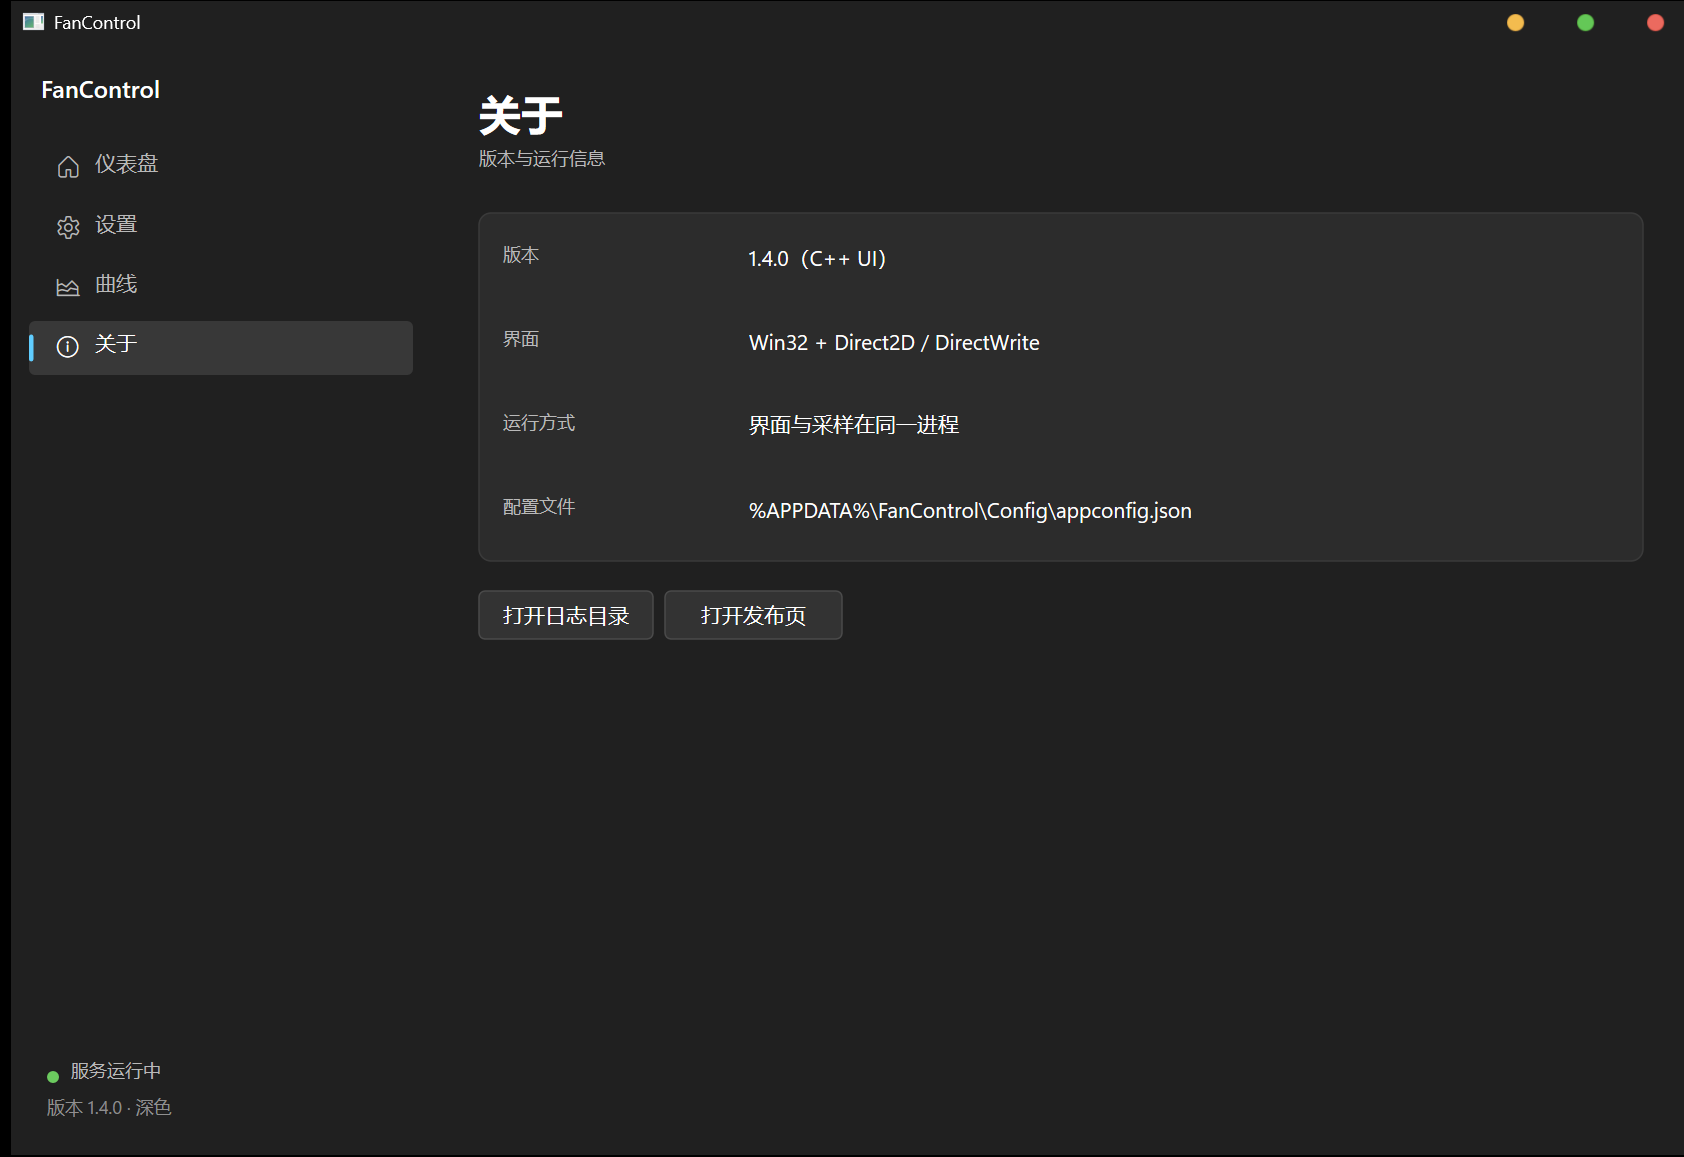 FanControl
FanControl
仪表盘
设置
曲线
关于
服务运行中
版本 1.4.0 · 深色
关于
版本与运行信息
版本 1.4.0（C++ UI）
界面 Win32 + Direct2D / DirectWrite
运行方式 界面与采样在同一进程
配置文件 %APPDATA%\FanControl\Config\appconfig.json
打开日志目录 打开发布页